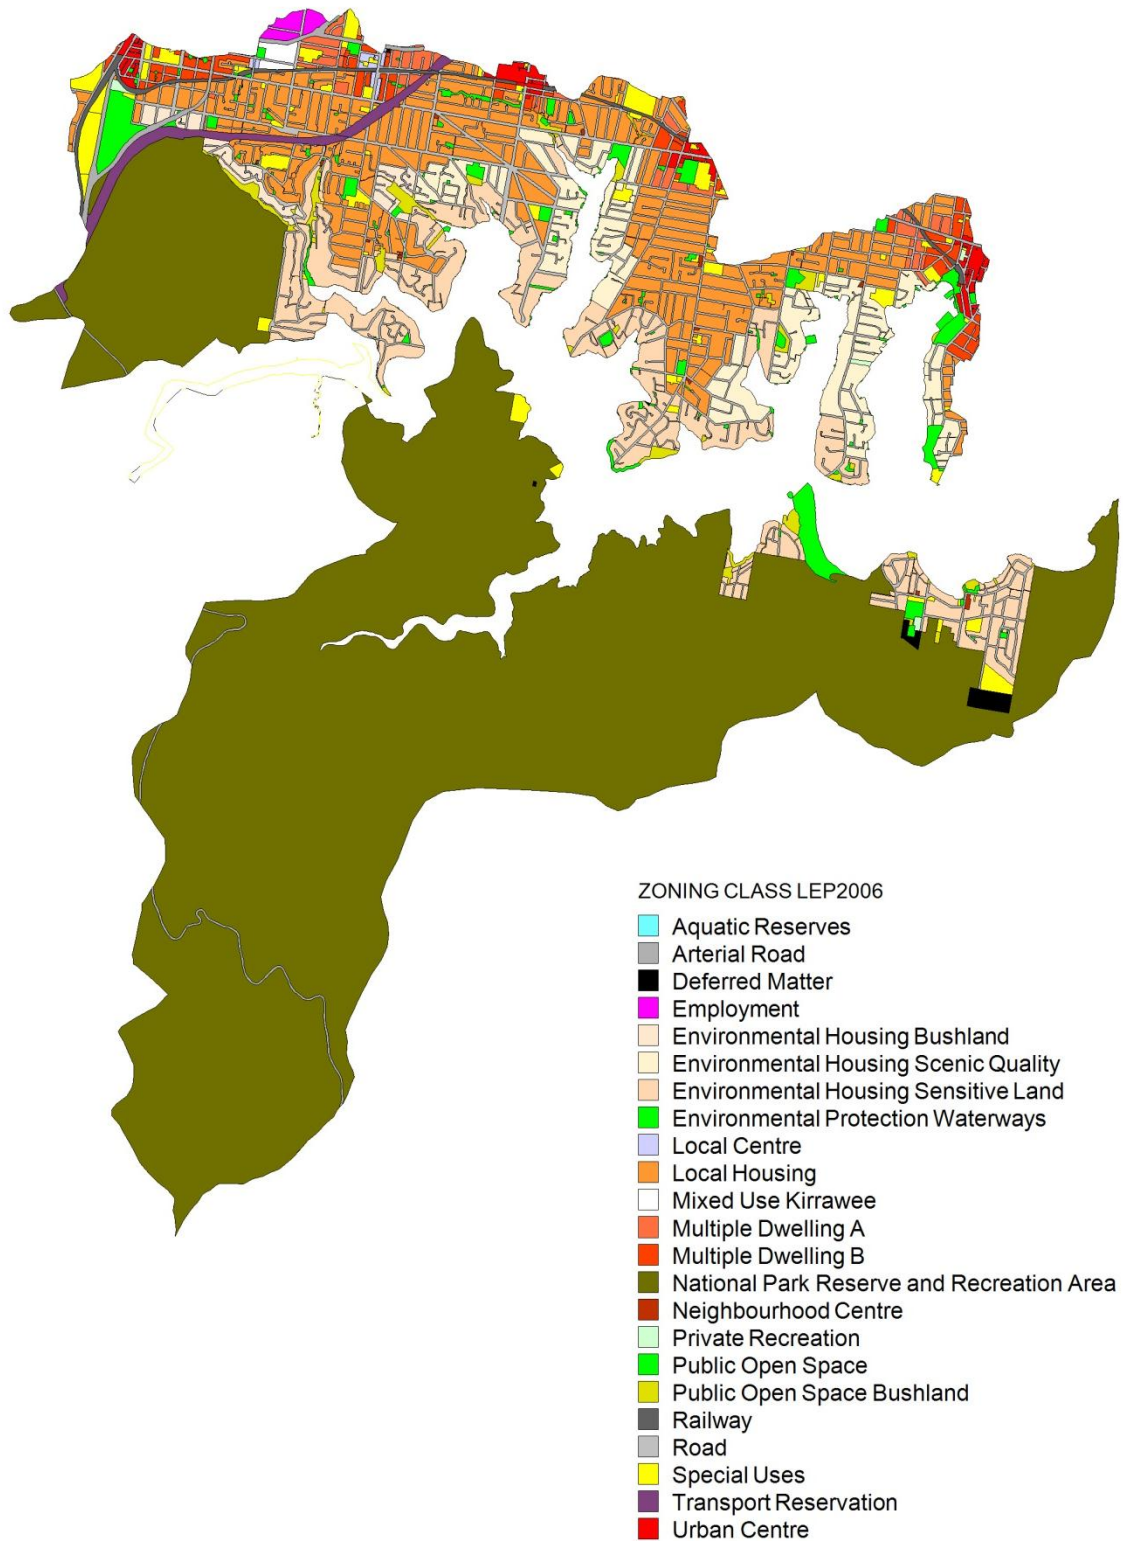 ZONING CLASS LEP2006
Aquatic Reserves
Arterial Road
Deferred Matter
Employment
Environmental Housing Bushland
Environmental Housing Scenic Quality
Environmental Housing Sensitive Land
Environmental Protection Waterways
Local Centre
Local Housing
Mixed Use Kirrawee
Multiple Dwelling A
Multiple Dwelling B
National Park Reserve and Recreation Area
Neighbourhood Centre
Private Recreation
Public Open Space
Public Open Space Bushland
Railway
Road
Special Uses
Transport Reservation
Urban Centre